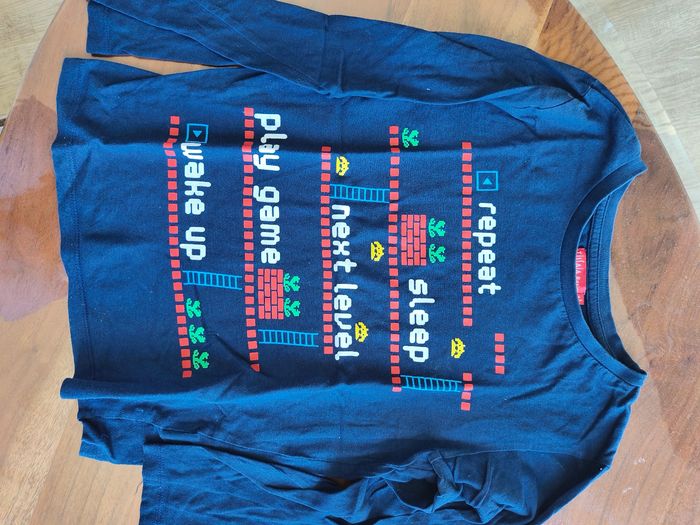 repeat
sleep
next level
play game
wake up